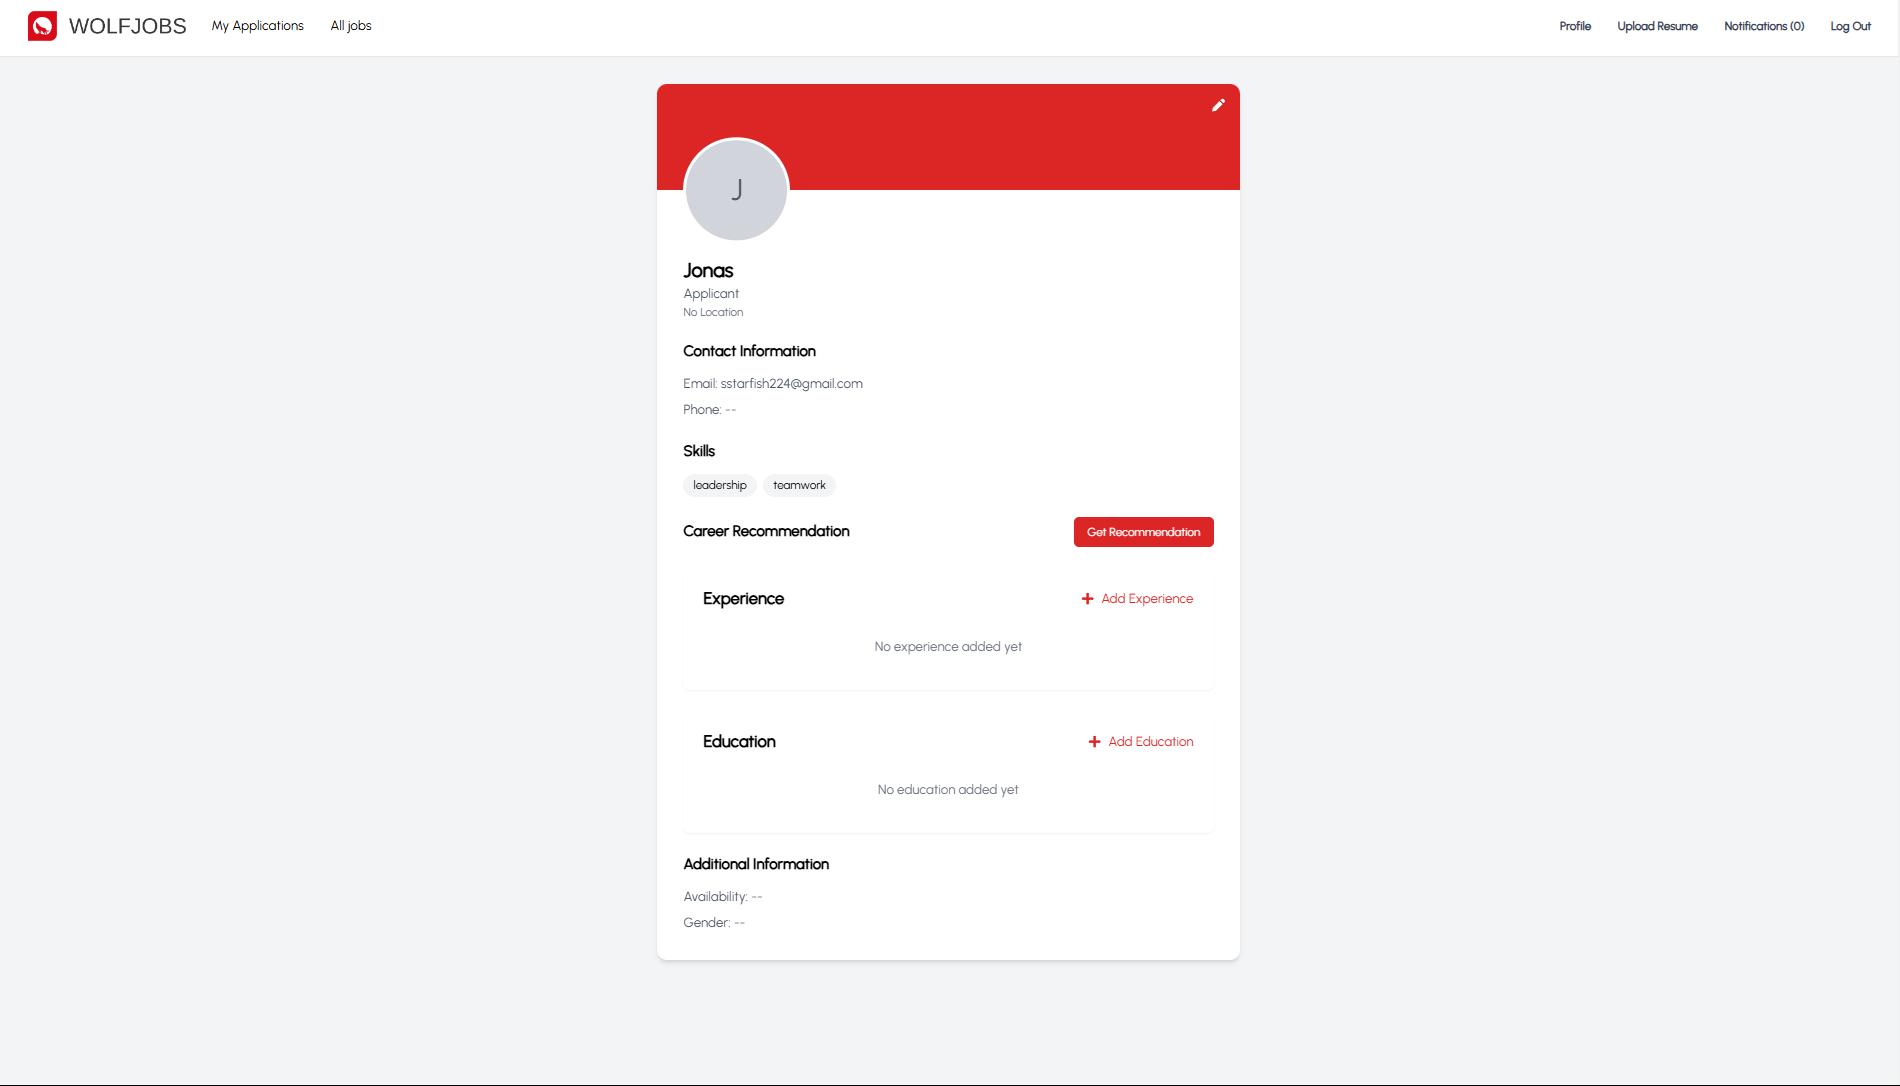 WOLFJOBS My Applications All jobs Profile Upload Resume Notifications (0) Log Out
J
Jonas
Applicant
No Location
Contact Information
Email: sstarfish224@gmail.com
Phone: --
Skills
leadership teamwork
Career Recommendation Get Recommendation
Experience Add Experience
No experience added yet
Education Add Education
No education added yet
Additional Information
Availability: --
Gender: --